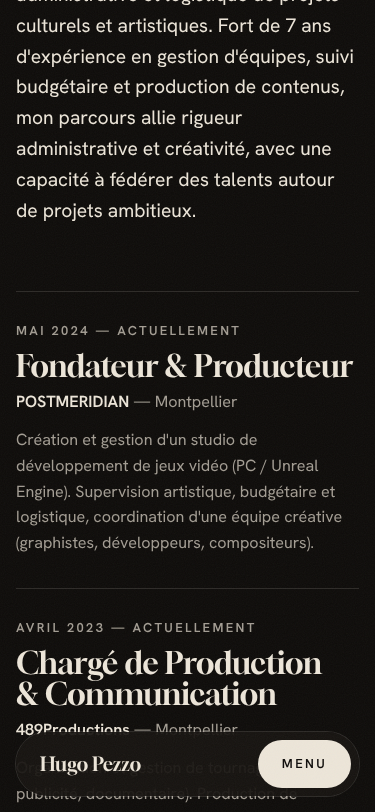 culturels et artistiques. Fort de 7 ans
d'expérience en gestion d'équipes, suivi
budgétaire et production de contenus,
mon parcours allie rigueur
administrative et créativité, avec une
capacité à fédérer des talents autour
de projets ambitieux.
MAI 2024 — ACTUELLEMENT
Fondateur & Producteur
POSTMERIDIAN — Montpellier
Création et gestion d'un studio de
développement de jeux vidéo (PC / Unreal
Engine). Supervision artistique, budgétaire et
logistique, coordination d'une équipe créative
(graphistes, développeurs, compositeurs).
AVRIL 2023 — ACTUELLEMENT
Chargé de Production
& Communication
489Productions — Montpellier
Hugo Pezzo
MENU
publicité, documentaire). Production de